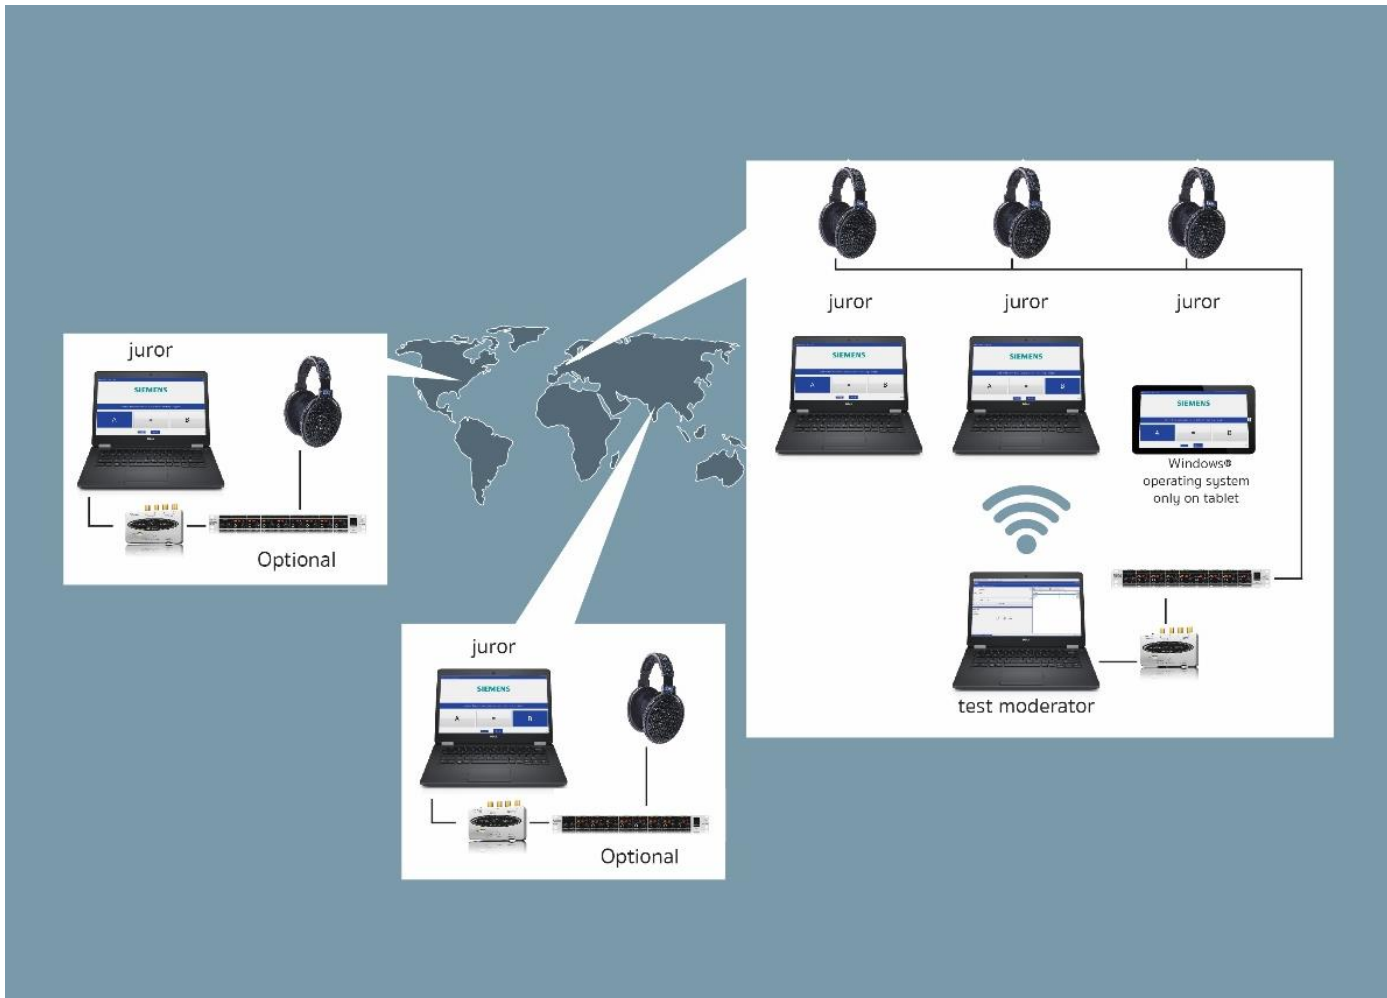 juror
SIEMENS
A
=
B
Optional
juror
SIEMENS
A
=
B
Optional
juror
juror
juror
SIEMENS
A
=
B
SIEMENS
A
=
B
SIEMENS
A
=
B
Windows®
operating system
only on tablet
test moderator